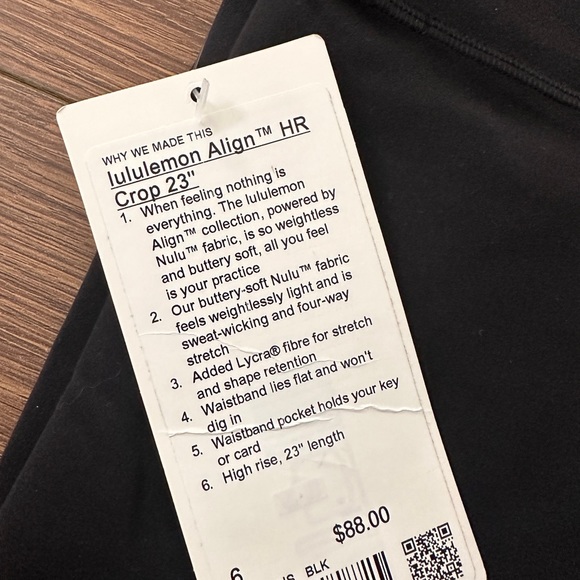 WHY WE MADE THIS
lululemon Align™ HR
Crop 23"
1. When feeling nothing is
everything. The lululemon
Align™ collection, powered by
Nulu™ fabric, is so weightless
and buttery soft, all you feel
is your practice
2. Our buttery-soft Nulu™ fabric
feels weightlessly light and is
sweat-wicking and four-way
stretch
3. Added Lycra® fibre for stretch
and shape retention
4. Waistband lies flat and won't
dig in
5. Waistband pocket holds your key
or card
6. High rise, 23" length
$88.00
6
BLK